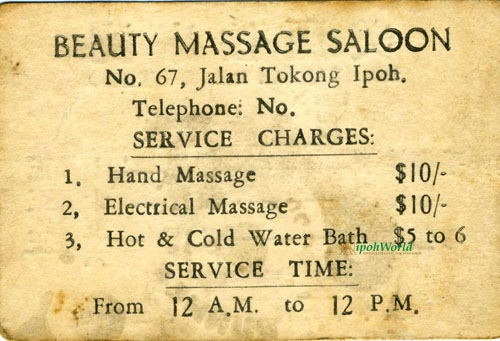 BEAUTY MASSAGE SALOON
No. 67, Jalan Tokong Ipoh.
Telephone: No.
SERVICE CHARGES:
1. Hand Massage $10/-
2, Electrical Massage $10/-
3, Hot & Cold Water Bath $5 to 6
ipohWorld
SERVICE TIME:
From 12 A.M. to 12 P.M.